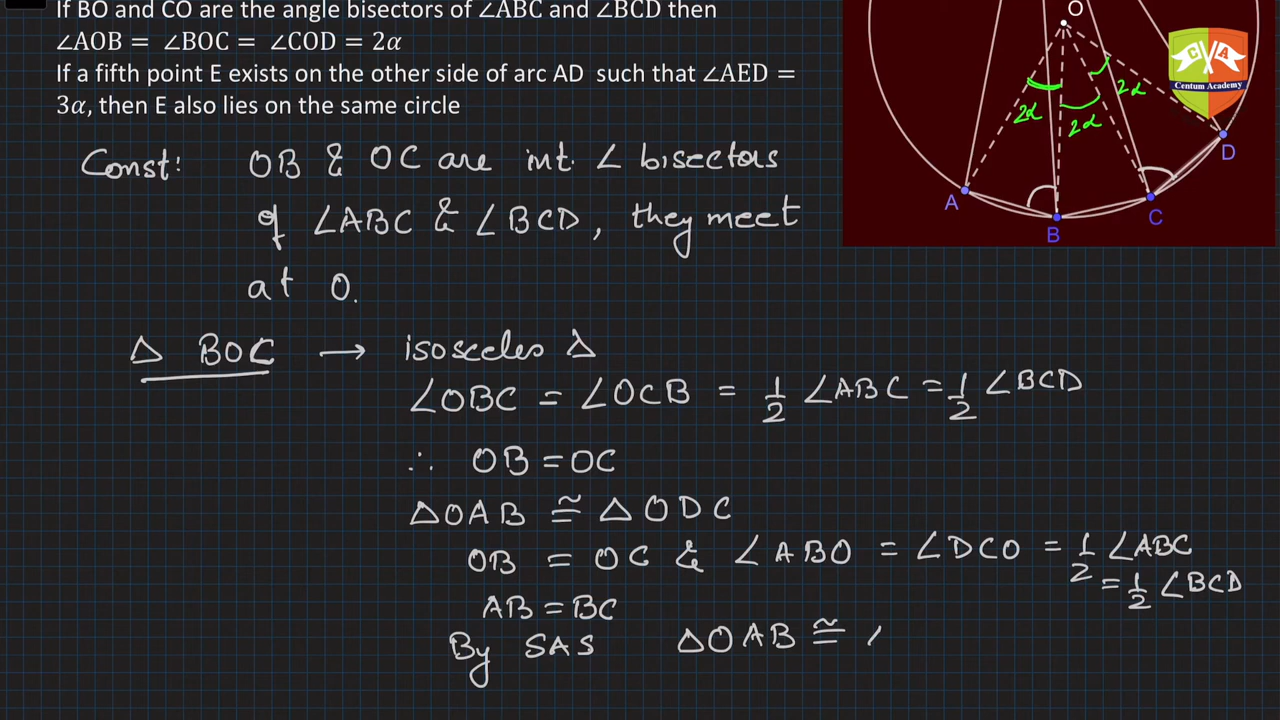 If BO and CO are the angle bisectors of ∠ABC and ∠BCD then
∠AOB = ∠BOC = ∠COD = 2α
If a fifth point E exists on the other side of arc AD such that ∠AED =
3α, then E also lies on the same circle
Const: OB & OC are int. ∠ bisectors
of ∠ABC & ∠BCD, they meet
at O.
△ BOC → isosceles △
∠OBC = ∠OCB = 1/2 ∠ABC = 1/2 ∠BCD
∴ OB = OC
△OAB ≅ △ODC
OB = OC & ∠ABO = ∠DCO = 1/2 ∠ABC
= 1/2 ∠BCD
AB = BC
By SAS △OAB ≅
O
2α
2α
2α
A
B
C
D
C A
Centum Academy